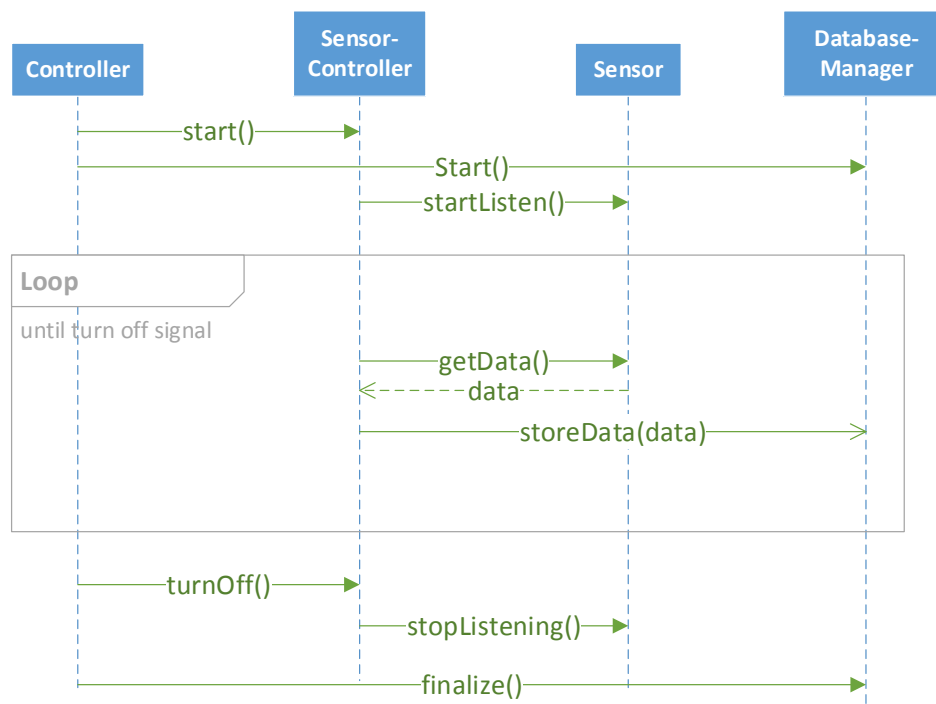 Controller
Sensor-
Controller
Sensor
Database-
Manager
start()
Start()
startListen()
Loop
until turn off signal
getData()
data
storeData(data)
turnOff()
stopListening()
finalize()